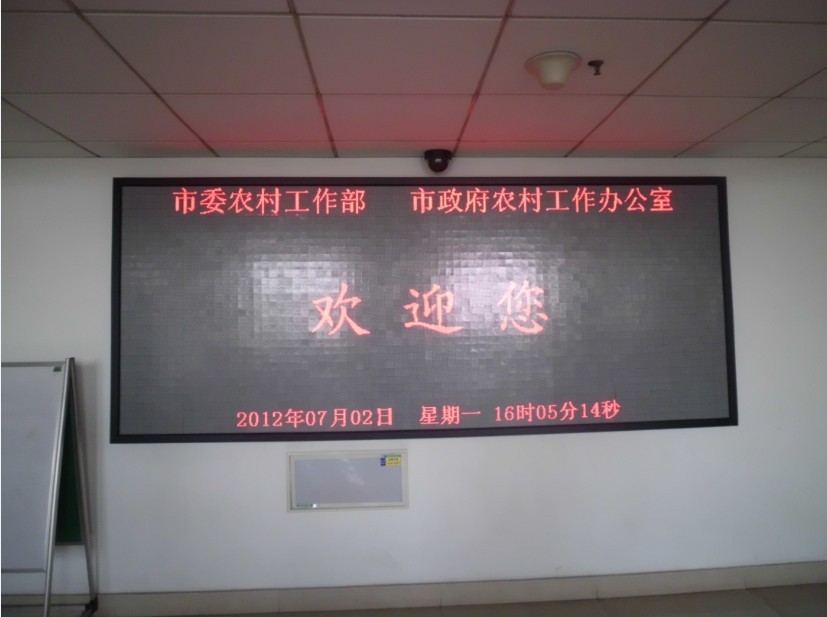 市委农村工作部 市政府农村工作办公室
欢迎您
2012年07月02日 星期一 16时05分14秒